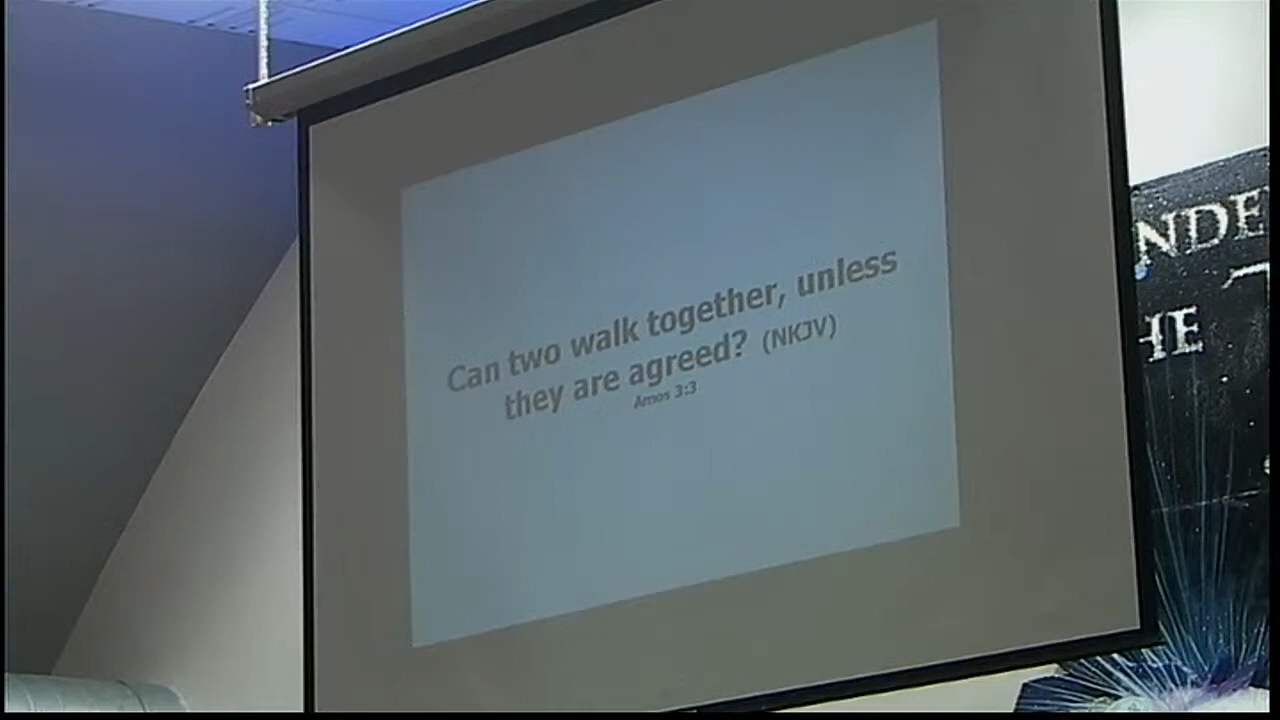 Can two walk together, unless
they are agreed? (NKJV)
Amos 3:3
NDE
HE